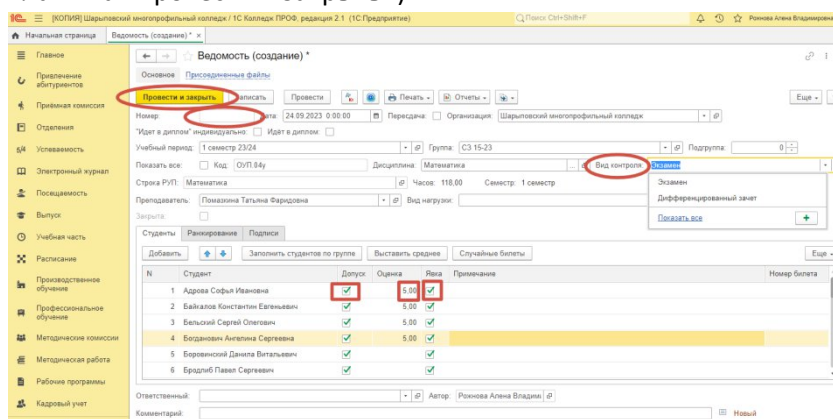 [КОПИЯ] Шарыповский многопрофильный колледж / 1С Колледж ПРОФ, редакция 2.1 (1С:Предприятие)
Поиск Ctrl+Shift+F
Рожнова Алена Владимировна
Начальная страница
Ведомость (создание) *
Главное
Привлечение абитуриентов
Приёмная комиссия
Отделения
Успеваемость
Электронный журнал
Посещаемость
Выпуск
Учебная часть
Расписание
Производственное обучение
Профессиональное обучение
Методические комиссии
Методическая работа
Рабочие программы
Кадровый учет
Ведомость (создание) *
Основное Присоединенные файлы
Провести и закрыть Записать Провести Печать Отчеты Еще
Номер: Дата: 24.09.2023 0:00:00 Пересдача: Организация: Шарыповский многопрофильный колледж
"Идет в диплом" индивидуально: Идёт в диплом:
Учебный период: 1 семестр 23/24 Группа: СЗ 15-23 Подгруппа: 0
Показать все: Код: ОУП.04у Дисциплина: Математика Вид контроля: Экзамен
Экзамен
Дифференцированный зачет
Показать все
Строка РУП: Математика Часов: 118,00 Семестр: 1 семестр
Преподаватель: Помазкина Татьяна Фаридовна Вид нагрузки:
Закрыта:
Студенты Ранжирование Подписи
Добавить Заполнить студентов по группе Выставить среднее Случайные билеты Еще
N Студент Допуск Оценка Явка Примечание Номер билета
1 Адрова Софья Ивановна 5,00
2 Байкалов Константин Евгеньевич 5,00
3 Бельский Сергей Олегович 5,00
4 Богданович Ангелина Сергеевна 5,00
5 Боровинский Данила Витальевич
6 Бродлиб Павел Сергеевич
Ответственный: Автор: Рожнова Алена Владими
Комментарий: Новый